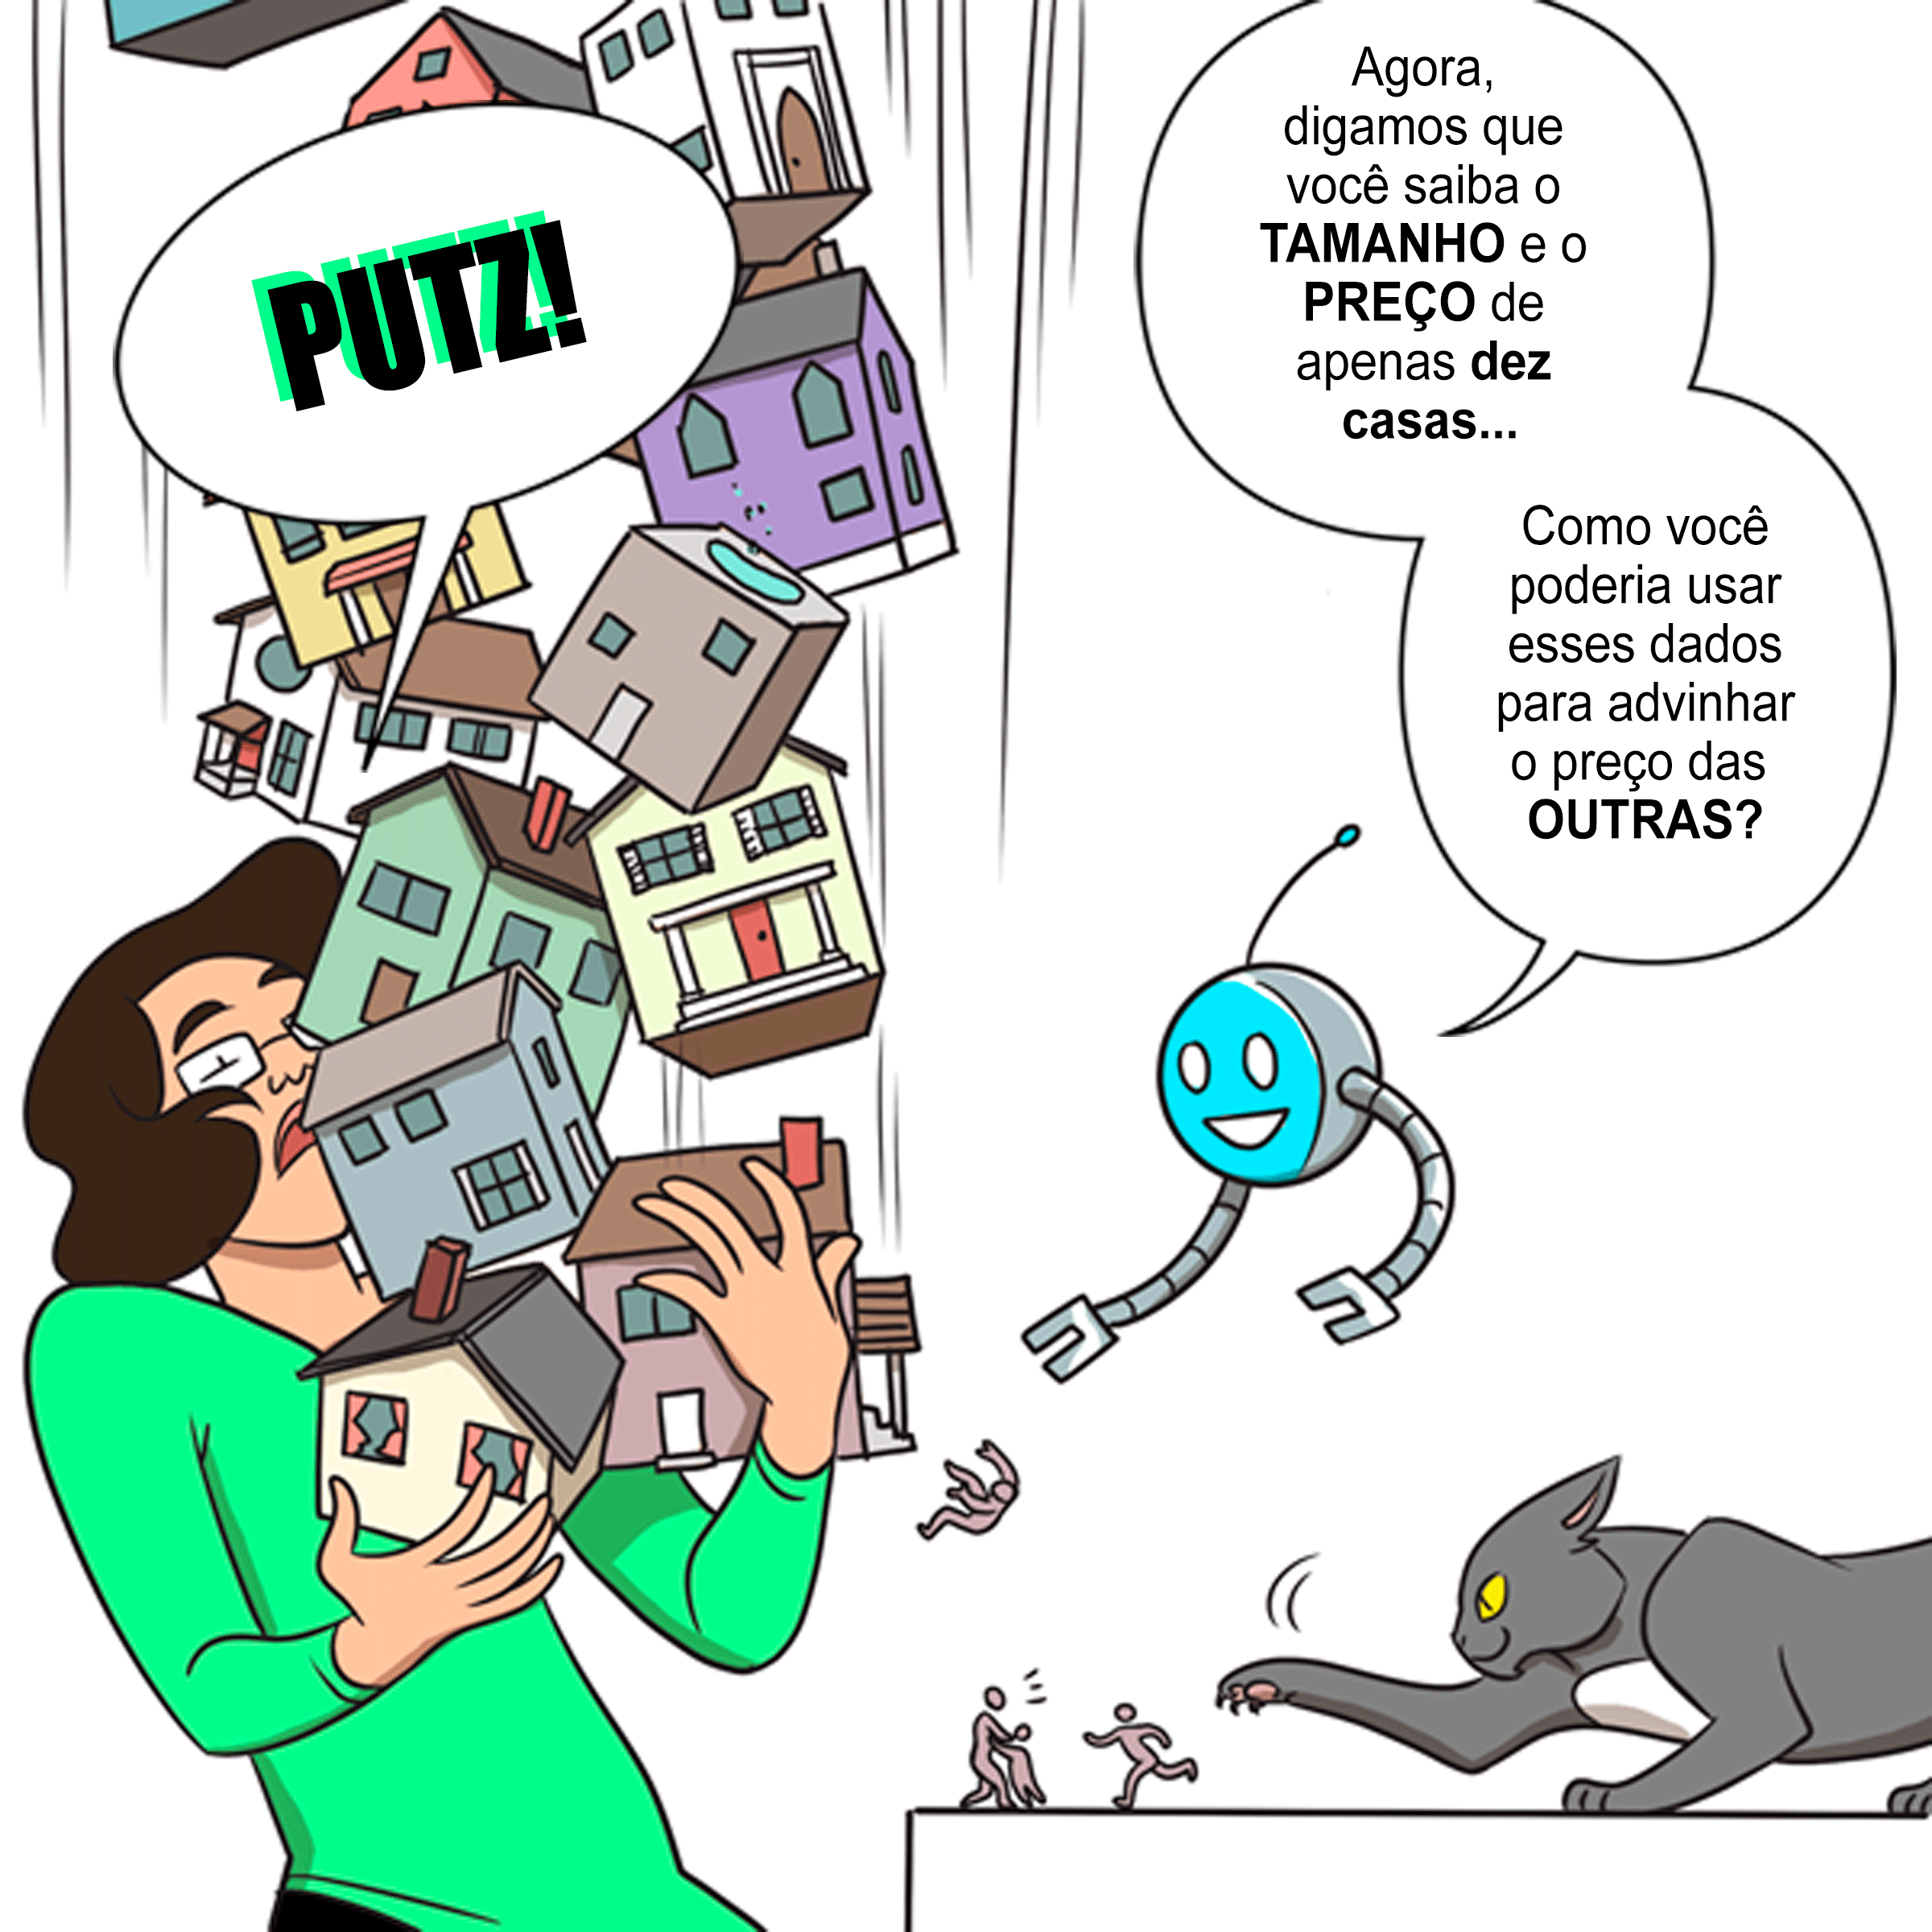 PUTZ!
Agora,
digamos que
você saiba o
TAMANHO e o
PREÇO de
apenas dez
casas...
Como você
poderia usar
esses dados
para advinhar
o preço das
OUTRAS?